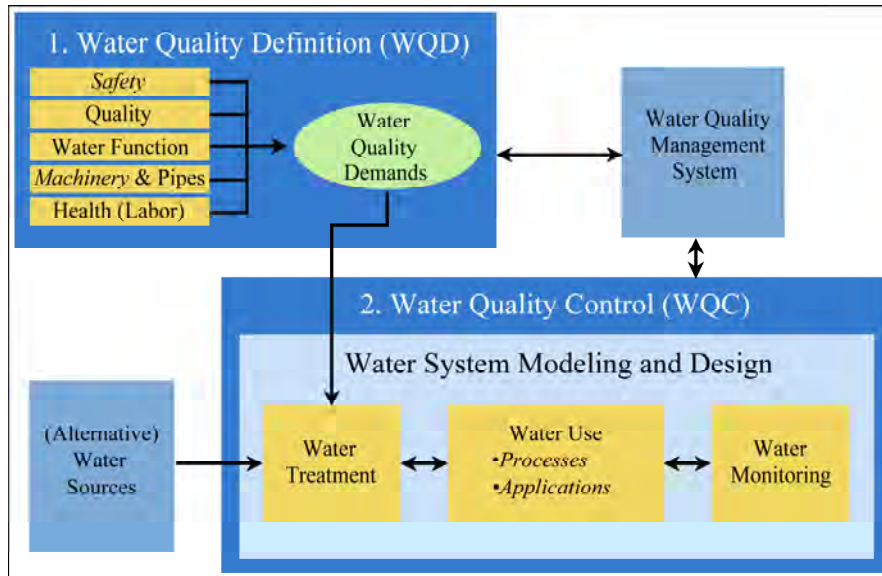 1. Water Quality Definition (WQD)
Safety
Quality
Water Function
Machinery & Pipes
Health (Labor)
Water
Quality
Demands
Water Quality
Management
System
2. Water Quality Control (WQC)
Water System Modeling and Design
(Alternative)
Water
Sources
Water
Treatment
Water Use
•Processes
•Applications
Water
Monitoring